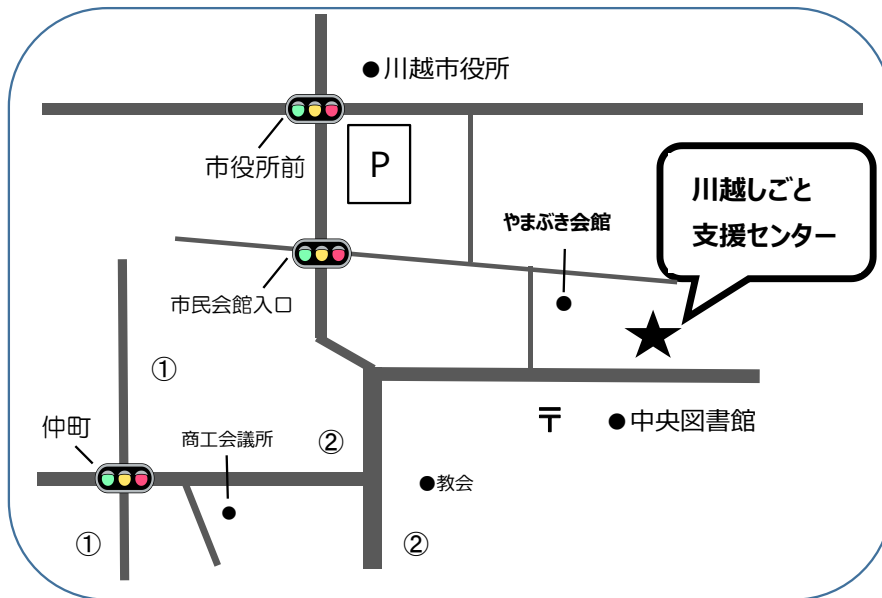 川越市役所
市役所前
P
川越しごと
支援センター
やまぶき会館
市民会館入口
①
仲町
商工会議所
②
〒
中央図書館
教会
①
②